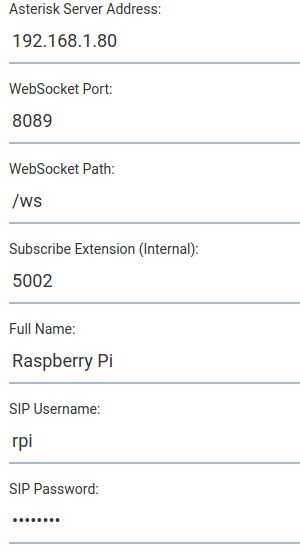 Asterisk Server Address:
192.168.1.80
WebSocket Port:
8089
WebSocket Path:
/ws
Subscribe Extension (Internal):
5002
Full Name:
Raspberry Pi
SIP Username:
rpi
SIP Password:
••••••••